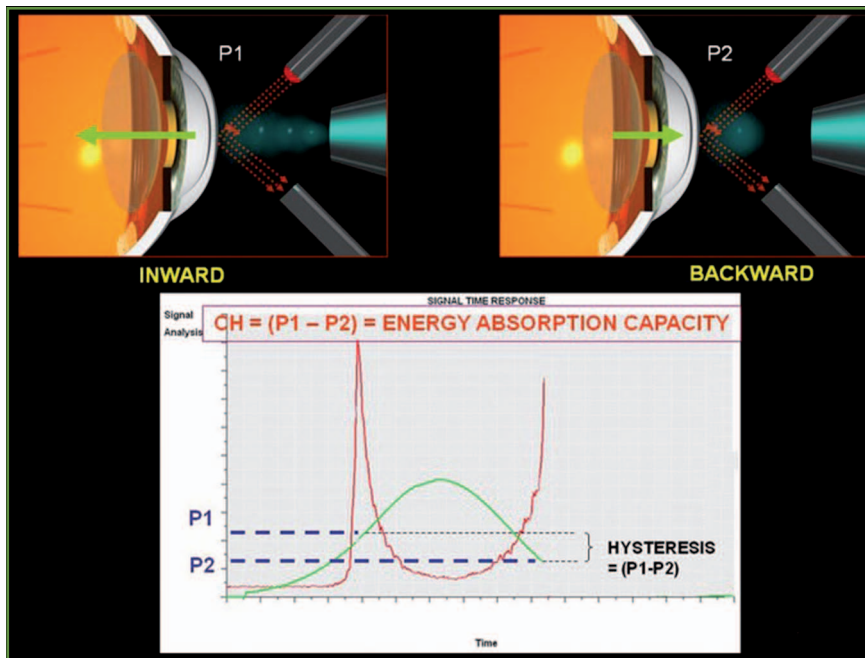 P1
P2
INWARD
BACKWARD
SIGNAL TIME RESPONSE
Signal
Analysis
CH = (P1 – P2) = ENERGY ABSORPTION CAPACITY
P1
P2
HYSTERESIS
= (P1-P2)
Time